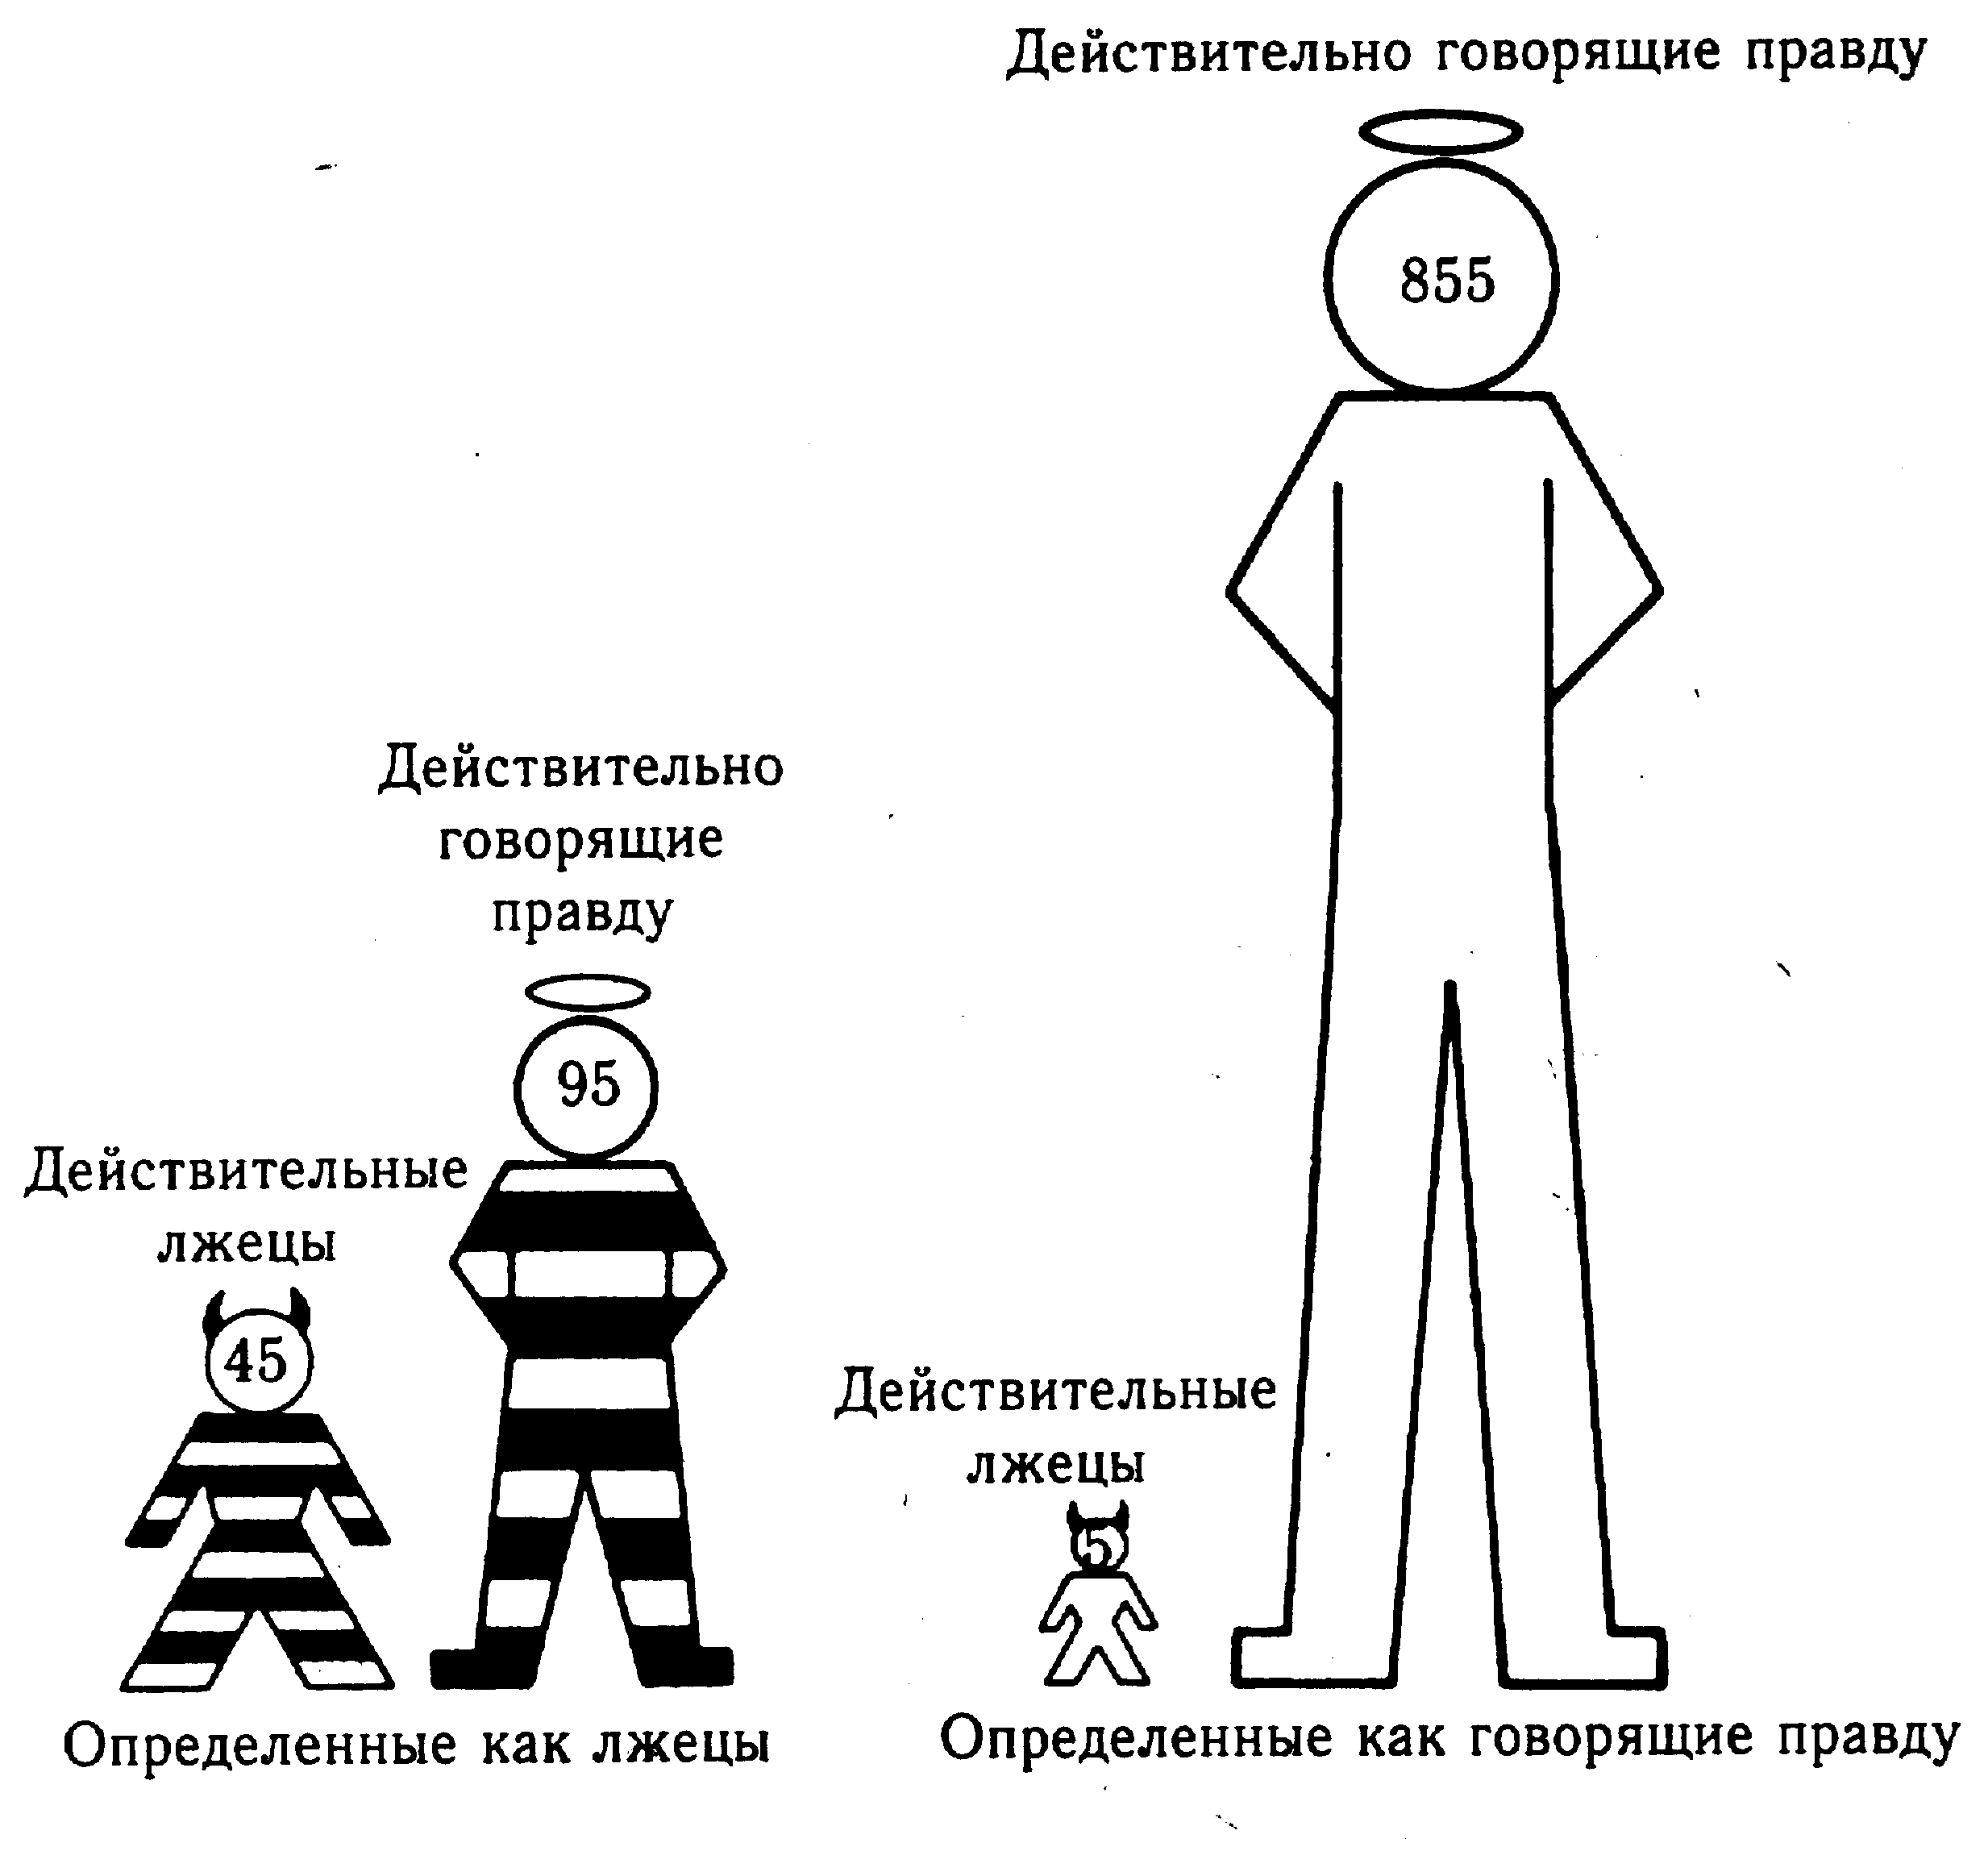 Действительно говорящие правду
855
Действительно
говорящие
правду
95
Действительные
лжецы
45
Действительные
лжецы
5
Определенные как лжецы
Определенные как говорящие правду